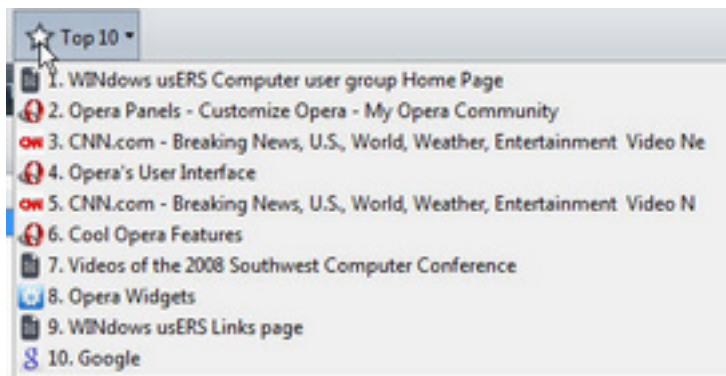 Top 10
1. WINdows usERS Computer user group Home Page
2. Opera Panels - Customize Opera - My Opera Community
CNN 3. CNN.com - Breaking News, U.S., World, Weather, Entertainment Video Ne
4. Opera's User Interface
CNN 5. CNN.com - Breaking News, U.S., World, Weather, Entertainment Video N
6. Cool Opera Features
7. Videos of the 2008 Southwest Computer Conference
8. Opera Widgets
9. WINdows usERS Links page
g 10. Google